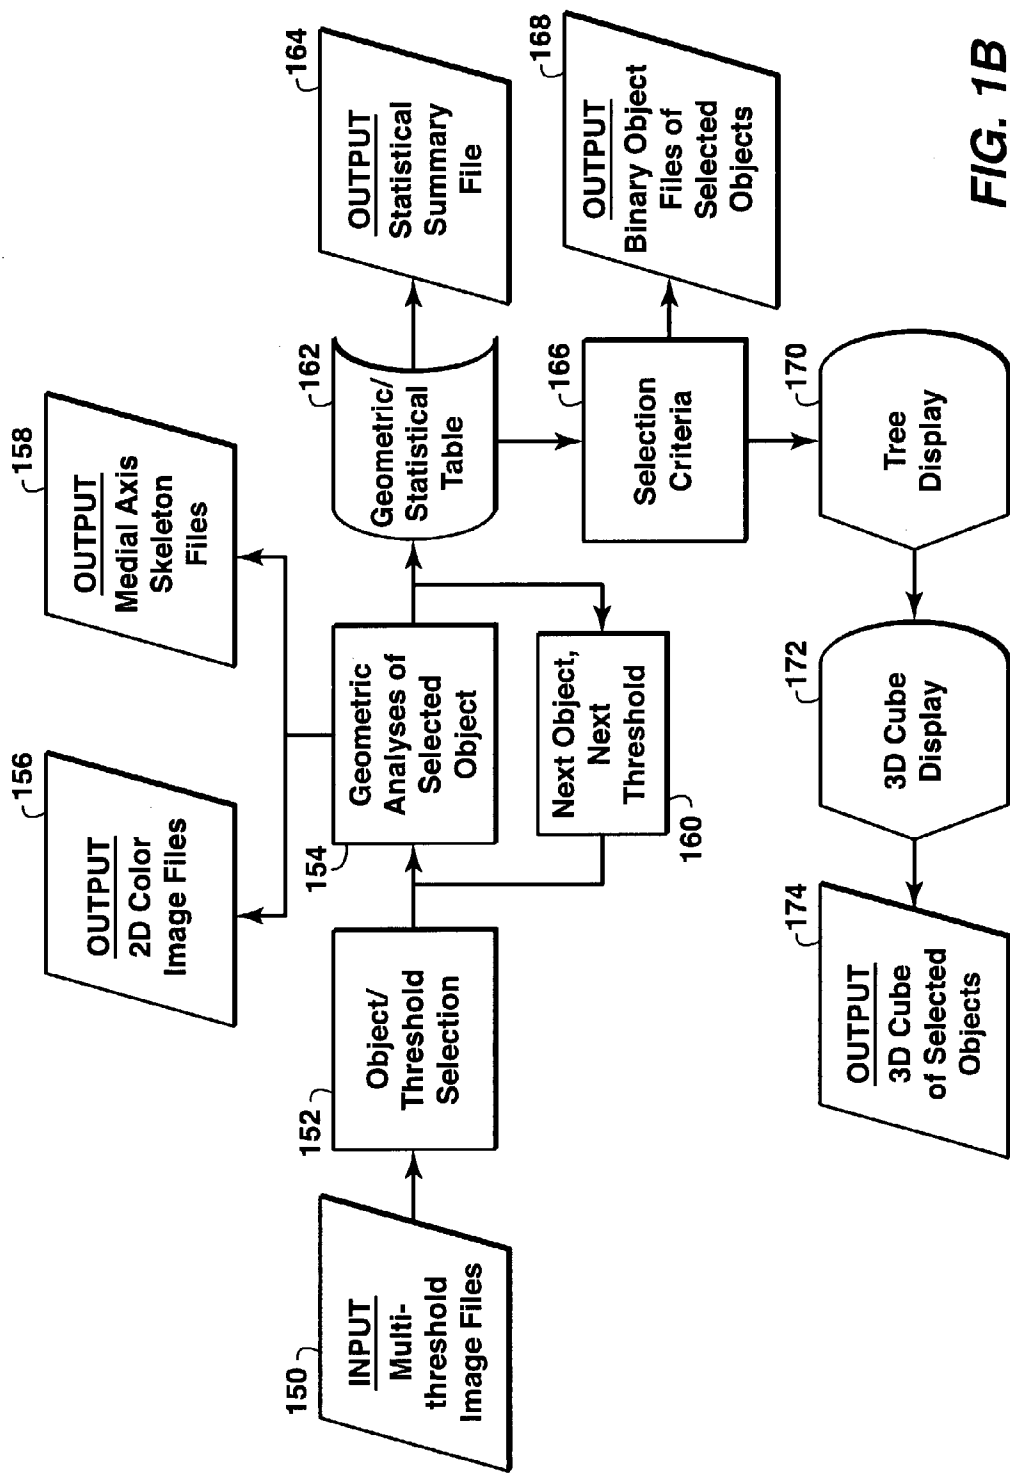 150
INPUT
Multi-
threshold
Image Files
152
Object/
Threshold
Selection
154
Geometric
Analyses of
Selected
Object
156
OUTPUT
2D Color
Image Files
158
OUTPUT
Medial Axis
Skeleton
Files
160
Next Object,
Next
Threshold
162
Geometric/
Statistical
Table
164
OUTPUT
Statistical
Summary
File
166
Selection
Criteria
168
OUTPUT
Binary Object
Files of
Selected
Objects
170
Tree
Display
172
3D Cube
Display
174
OUTPUT
3D Cube
of Selected
Objects
FIG. 1B